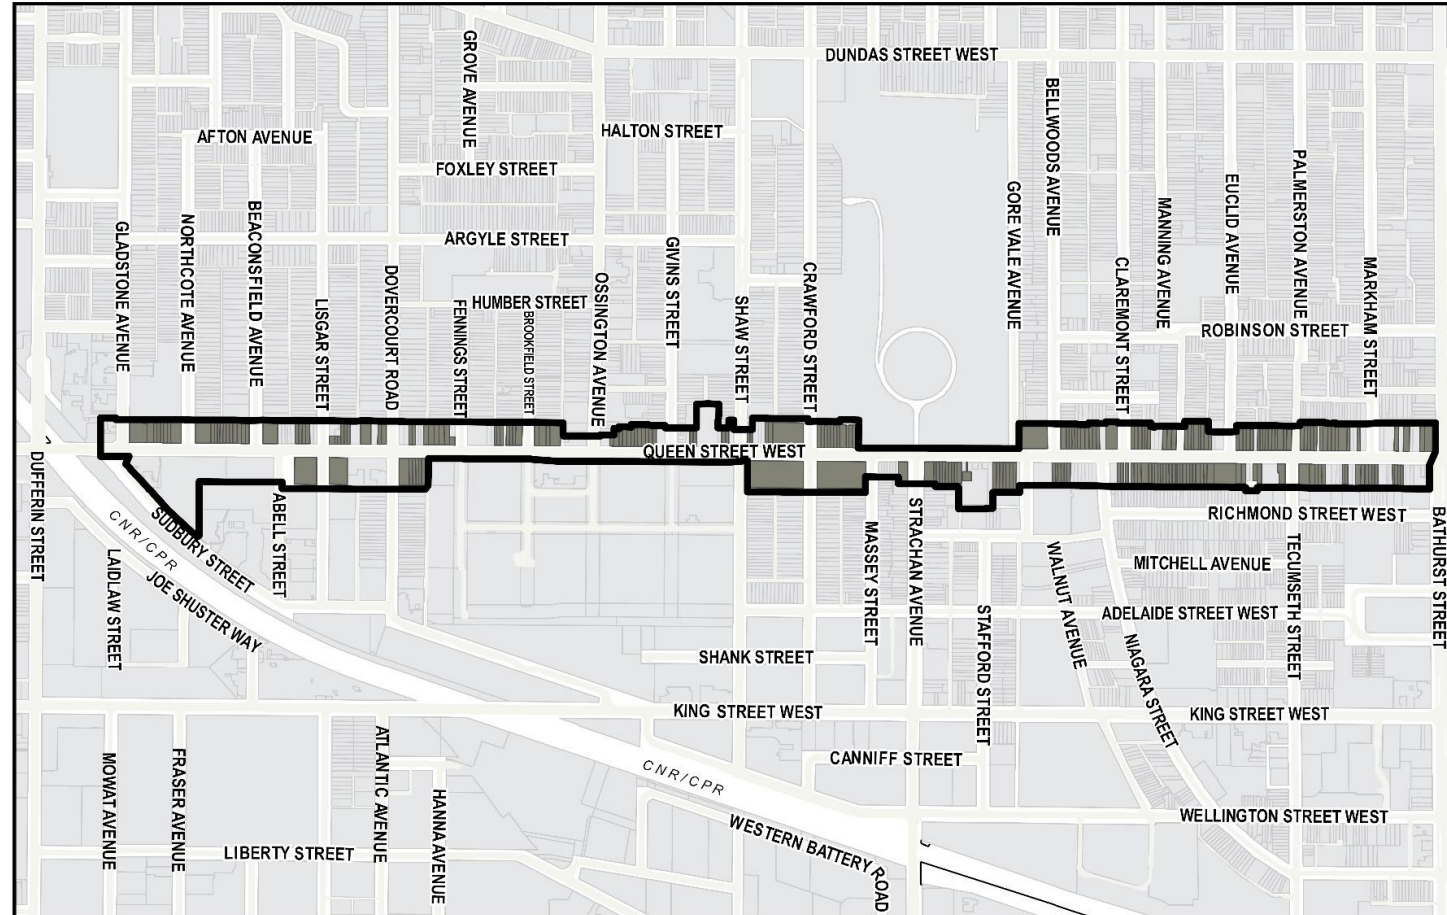 DUNDAS STREET WEST
GROVE AVENUE
BELLWOODS AVENUE
AFTON AVENUE
HALTON STREET
FOXLEY STREET
PALMERSTON AVENUE
EUCLID AVENUE
GORE VALE AVENUE
MANNING AVENUE
GLADSTONE AVENUE
NORTHCOTE AVENUE
BEACONSFIELD AVENUE
ARGYLE STREET
GIVINS STREET
LISGAR STREET
DOVERCOURT ROAD
FENNINGS STREET
HUMBER STREET
BROOKFIELD STREET
OSSINGTON AVENUE
SHAW STREET
CRAWFORD STREET
CLAREMONT STREET
MARKHAM STREET
ROBINSON STREET
QUEEN STREET WEST
DUFFERIN STREET
SUDBURY STREET
ABELL STREET
CNR/CPR
LAIDLAW STREET
JOE SHUSTER WAY
MASSEY STREET
STRACHAN AVENUE
RICHMOND STREET WEST
BATHURST STREET
WALNUT AVENUE
MITCHELL AVENUE
TECUMSETH STREET
STAFFORD STREET
ADELAIDE STREET WEST
NIAGARA STREET
SHANK STREET
KING STREET WEST
KING STREET WEST
MOWAT AVENUE
FRASER AVENUE
ATLANTIC AVENUE
HANNA AVENUE
CANNIFF STREET
CNR/CPR
WESTERN BATTERY ROAD
WELLINGTON STREET WEST
LIBERTY STREET